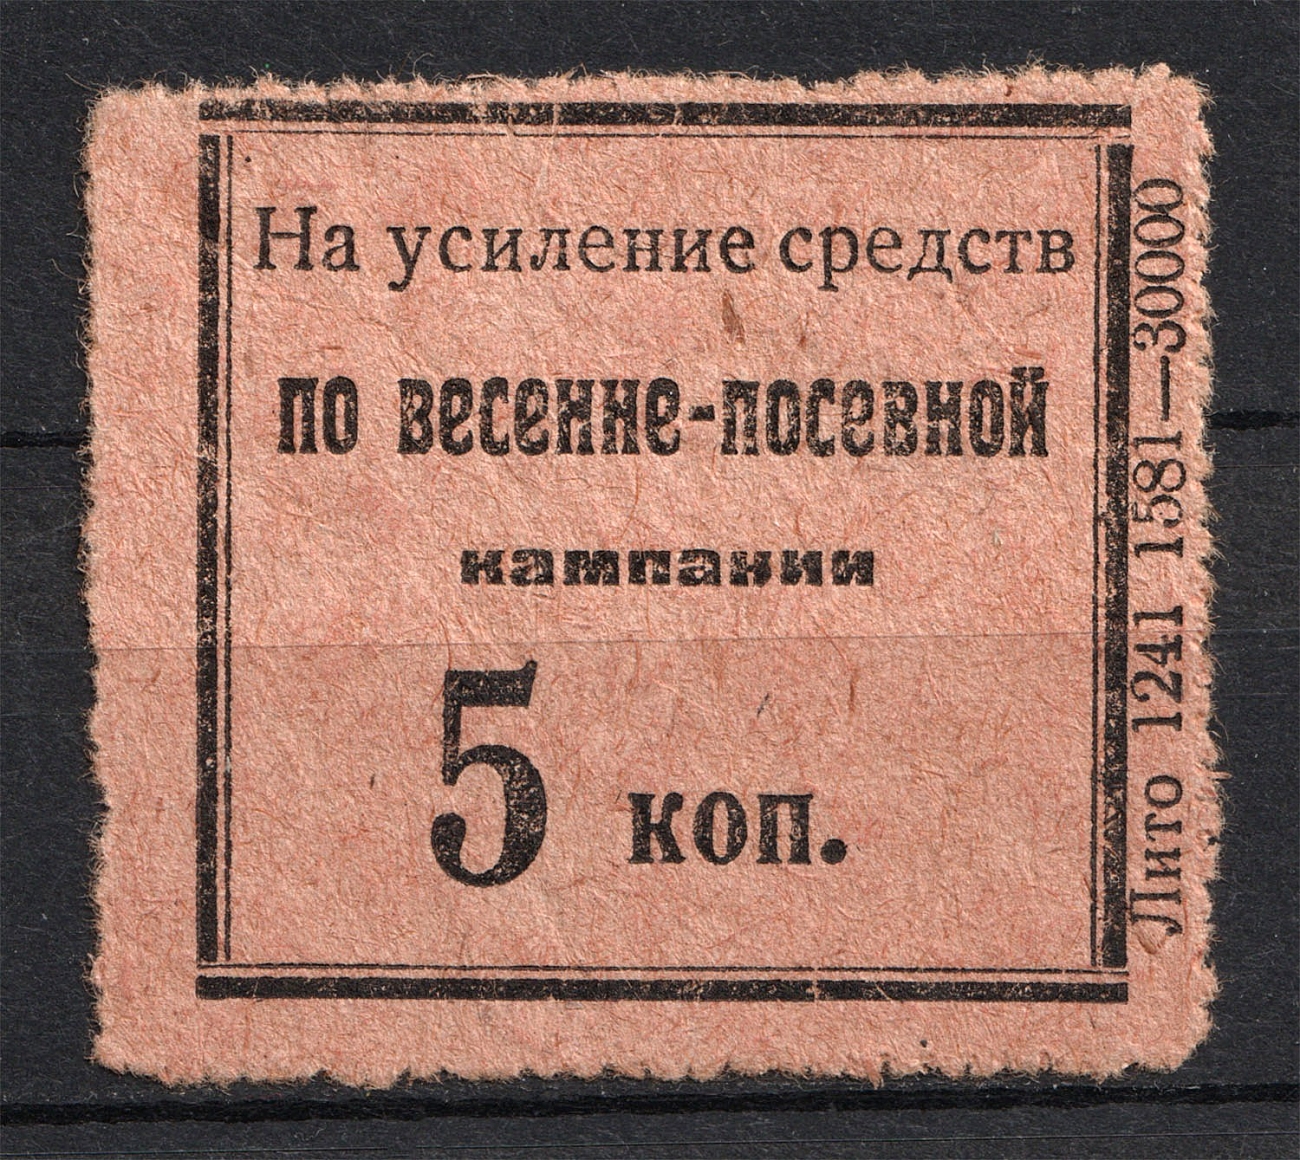 На усиление средств
по весенне-посевной
кампании
5 коп.
Лито 1241 1581—30000